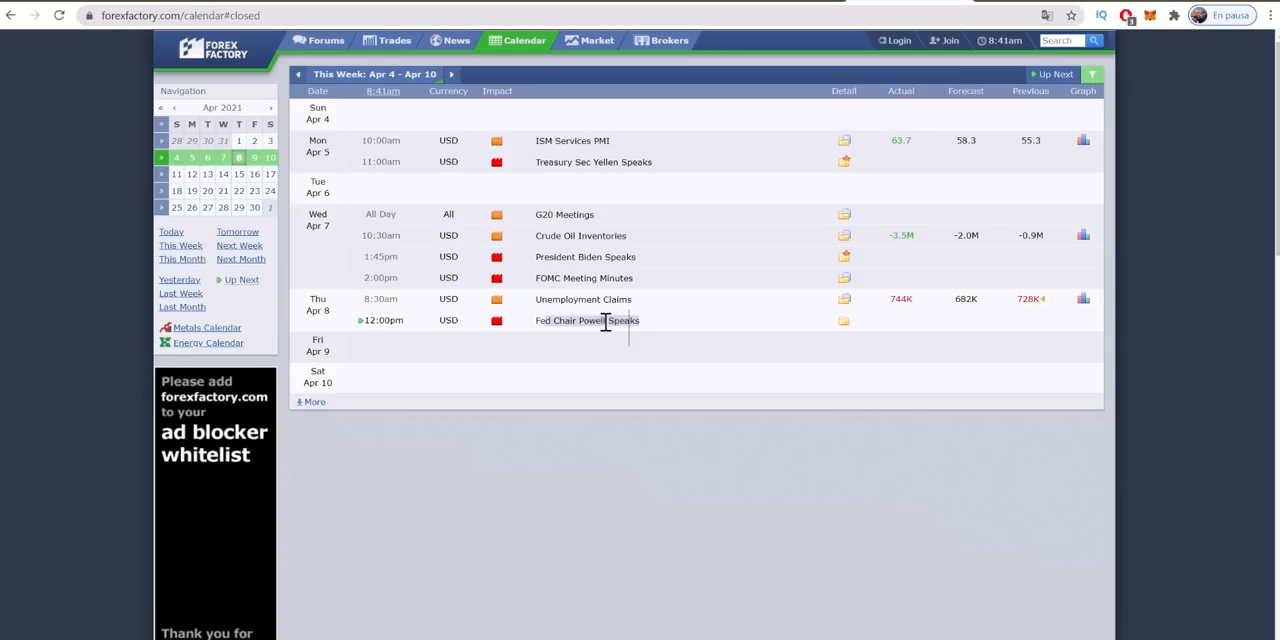 forexfactory.com/calendar#closed
En pausa
FOREX FACTORY
Forums Trades News Calendar Market Brokers Login Join 8:41am Search
Navigation
« ‹ Apr 2021 ›
S M T W T F S
28 29 30 31 1 2 3
4 5 6 7 8 9 10
11 12 13 14 15 16 17
18 19 20 21 22 23 24
25 26 27 28 29 30 1
Today Tomorrow
This Week Next Week
This Month Next Month
Yesterday Up Next
Last Week
Last Month
Metals Calendar
Energy Calendar
Please add
forexfactory.com
to your
ad blocker
whitelist
Thank you for
This Week: Apr 4 - Apr 10 Up Next
Date 8:41am Currency Impact Detail Actual Forecast Previous Graph
Sun
Apr 4
Mon
Apr 5
10:00am USD ISM Services PMI 63.7 58.3 55.3
11:00am USD Treasury Sec Yellen Speaks
Tue
Apr 6
Wed
Apr 7
All Day All G20 Meetings
10:30am USD Crude Oil Inventories -3.5M -2.0M -0.9M
1:45pm USD President Biden Speaks
2:00pm USD FOMC Meeting Minutes
Thu
Apr 8
8:30am USD Unemployment Claims 744K 682K 728K
12:00pm USD Fed Chair Powell Speaks
Fri
Apr 9
Sat
Apr 10
More